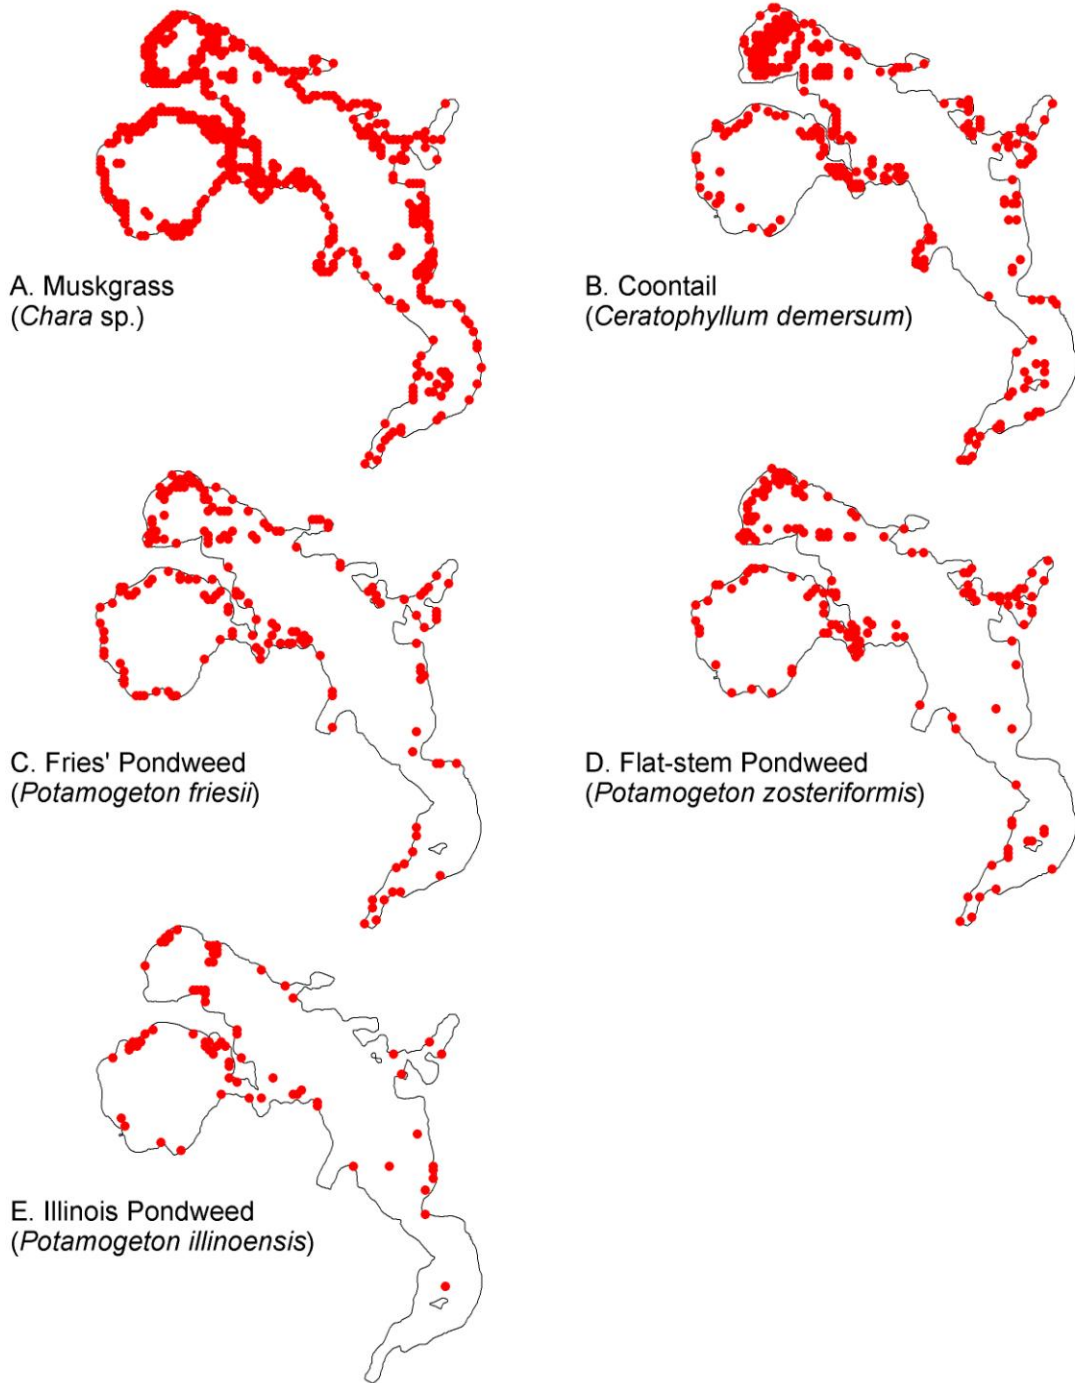 A. Muskgrass
(Chara sp.)
B. Coontail
(Ceratophyllum demersum)
C. Fries' Pondweed
(Potamogeton friesii)
D. Flat-stem Pondweed
(Potamogeton zosteriformis)
E. Illinois Pondweed
(Potamogeton illinoensis)